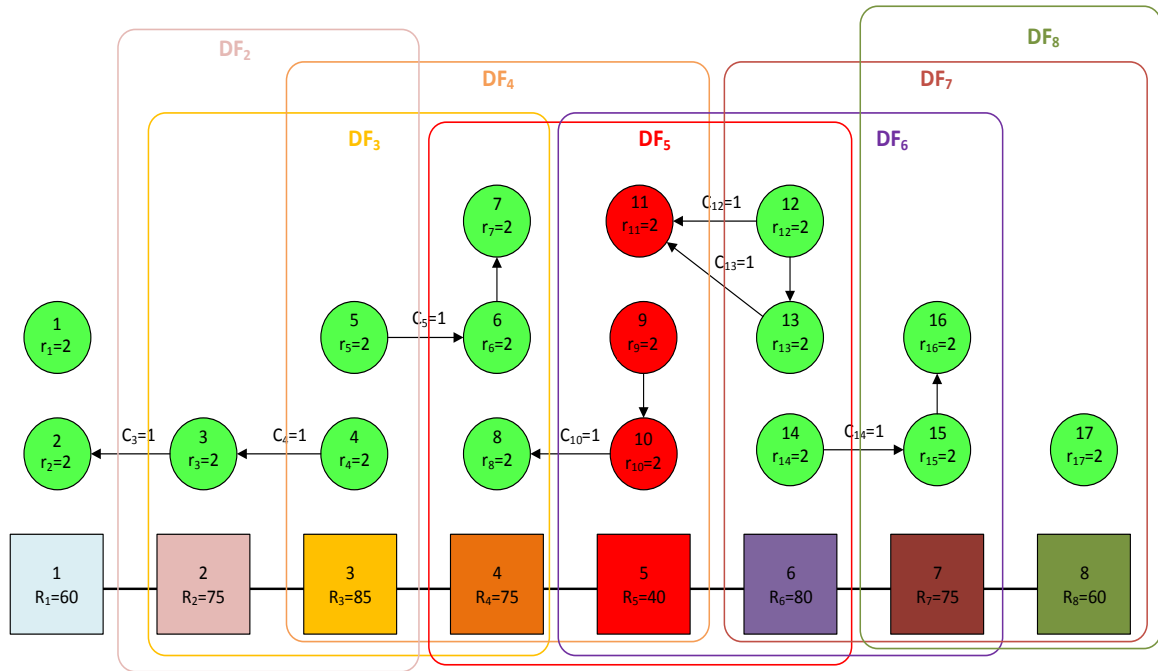 DF₈
DF₂
DF₄
DF₇
DF₃
DF₅
DF₆
7
r₇=2
11
r₁₁=2
C₁₂=1
12
r₁₂=2
C₁₃=1
1
r₁=2
5
r₅=2
C₅=1
6
r₆=2
9
r₉=2
13
r₁₃=2
16
r₁₆=2
2
r₂=2
C₃=1
3
r₃=2
C₄=1
4
r₄=2
8
r₈=2
C₁₀=1
10
r₁₀=2
14
r₁₄=2
C₁₄=1
15
r₁₅=2
17
r₁₇=2
1
R₁=60
2
R₂=75
3
R₃=85
4
R₄=75
5
R₅=40
6
R₆=80
7
R₇=75
8
R₈=60